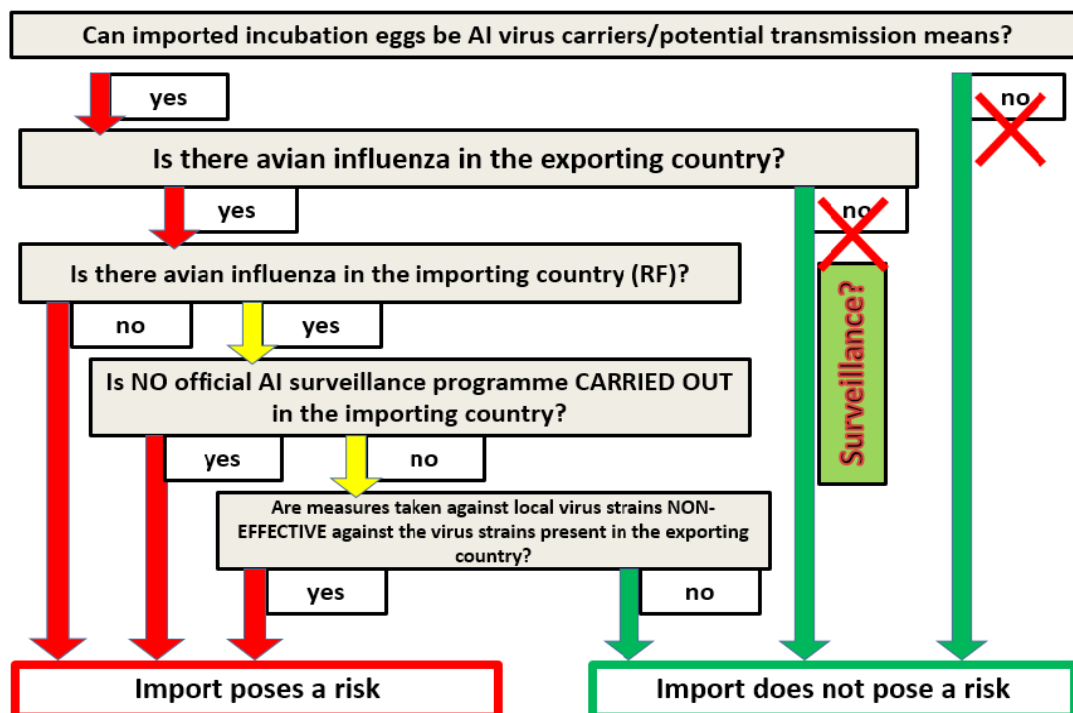 Can imported incubation eggs be AI virus carriers/potential transmission means?
yes
no
Is there avian influenza in the exporting country?
yes
no
Is there avian influenza in the importing country (RF)?
no
yes
Surveillance?
Is NO official AI surveillance programme CARRIED OUT
in the importing country?
yes
no
Are measures taken against local virus strains NON-
EFFECTIVE against the virus strains present in the exporting
country?
yes
no
Import poses a risk
Import does not pose a risk